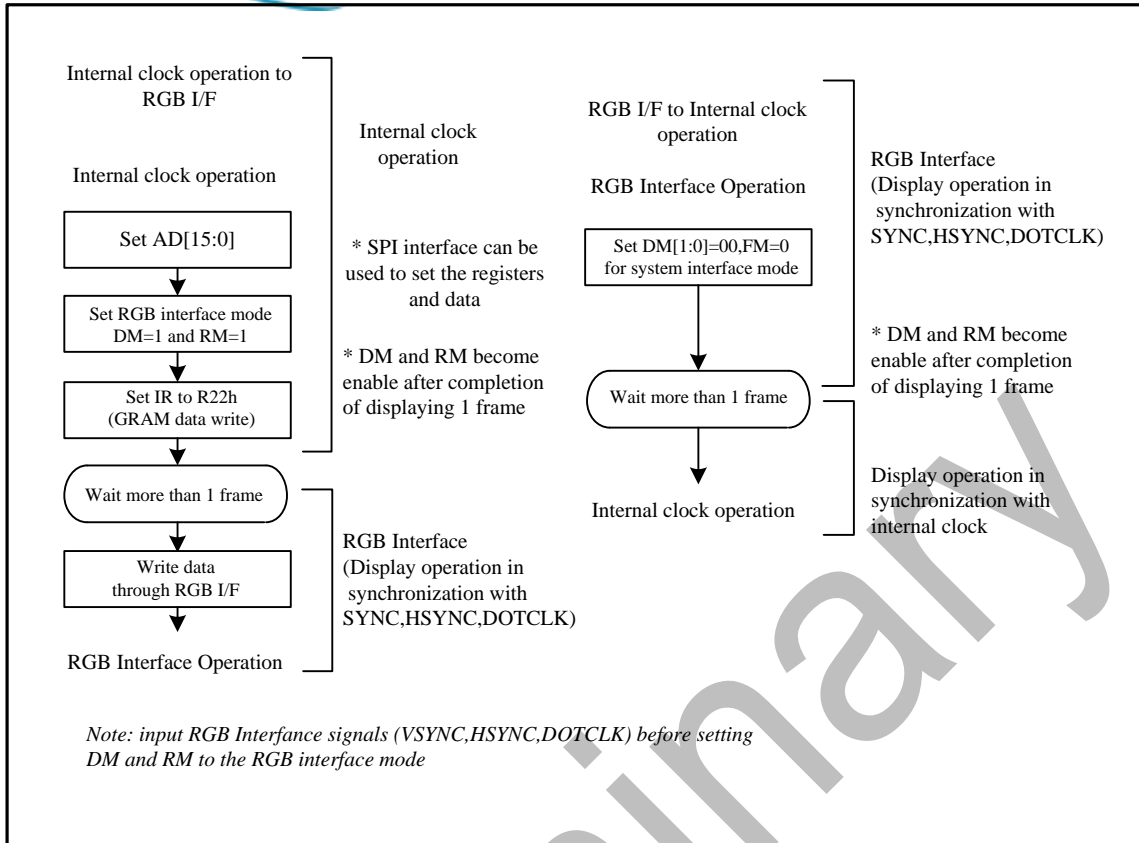 Internal clock operation to
RGB I/F
Internal clock operation
Set AD[15:0]
Set RGB interface mode
DM=1 and RM=1
Set IR to R22h
(GRAM data write)
Wait more than 1 frame
Write data
through RGB I/F
RGB Interface Operation
Internal clock
operation
* SPI interface can be
used to set the registers
and data
* DM and RM become
enable after completion
of displaying 1 frame
RGB Interface
(Display operation in
synchronization with
SYNC,HSYNC,DOTCLK)
RGB I/F to Internal clock
operation
RGB Interface Operation
Set DM[1:0]=00,FM=0
for system interface mode
Wait more than 1 frame
Internal clock operation
RGB Interface
(Display operation in
synchronization with
SYNC,HSYNC,DOTCLK)
* DM and RM become
enable after completion
of displaying 1 frame
Display operation in
synchronization with
internal clock
Note: input RGB Interfance signals (VSYNC,HSYNC,DOTCLK) before setting
DM and RM to the RGB interface mode
inary